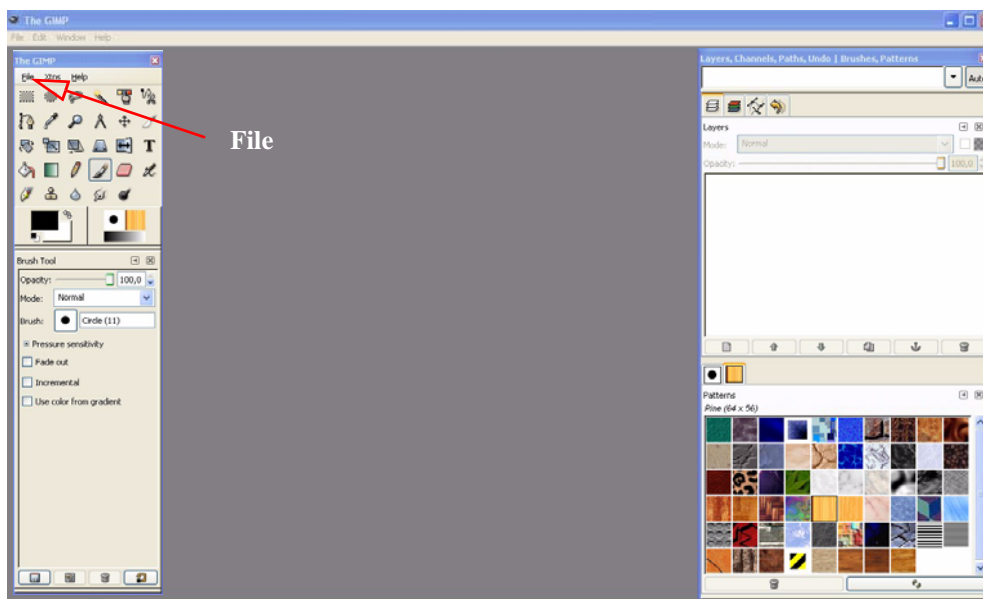 The GIMP
File Edit Window Help
The GIMP
File Xtns Help
T
File
Brush Tool
Opacity: 100,0
Mode: Normal
Brush: Circle (11)
Pressure sensitivity
Fade out
Incremental
Use color from gradient
Layers, Channels, Paths, Undo | Brushes, Patterns
Aut
Layers
Mode: Normal
Opacity: 100,0
Patterns
Pine (64 x 56)